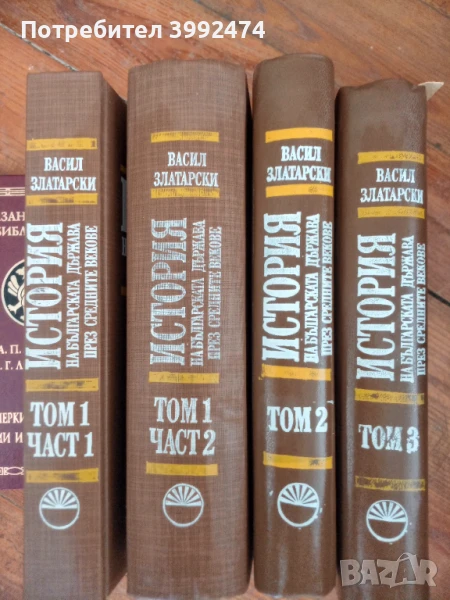 Потребител 3992474
ВАСИЛ
ЗЛАТАРСКИ
ИСТОРИЯ
НА БЪЛГАРСКАТА ДЪРЖАВА
ПРЕЗ СРЕДНИТЕ ВЕКОВЕ
ТОМ 1
ЧАСТ 1
ВАСИЛ
ЗЛАТАРСКИ
ИСТОРИЯ
НА БЪЛГАРСКАТА ДЪРЖАВА
ПРЕЗ СРЕДНИТЕ ВЕКОВЕ
ТОМ 1
ЧАСТ 2
ВАСИЛ
ЗЛАТАРСКИ
ИСТОРИЯ
НА БЪЛГАРСКАТА ДЪРЖАВА
ПРЕЗ СРЕДНИТЕ ВЕКОВЕ
ТОМ 2
ВАСИЛ
ЗЛАТАРСКИ
ИСТОРИЯ
НА БЪЛГАРСКАТА ДЪРЖАВА
ПРЕЗ СРЕДНИТЕ ВЕКОВЕ
ТОМ 3
BAZAR